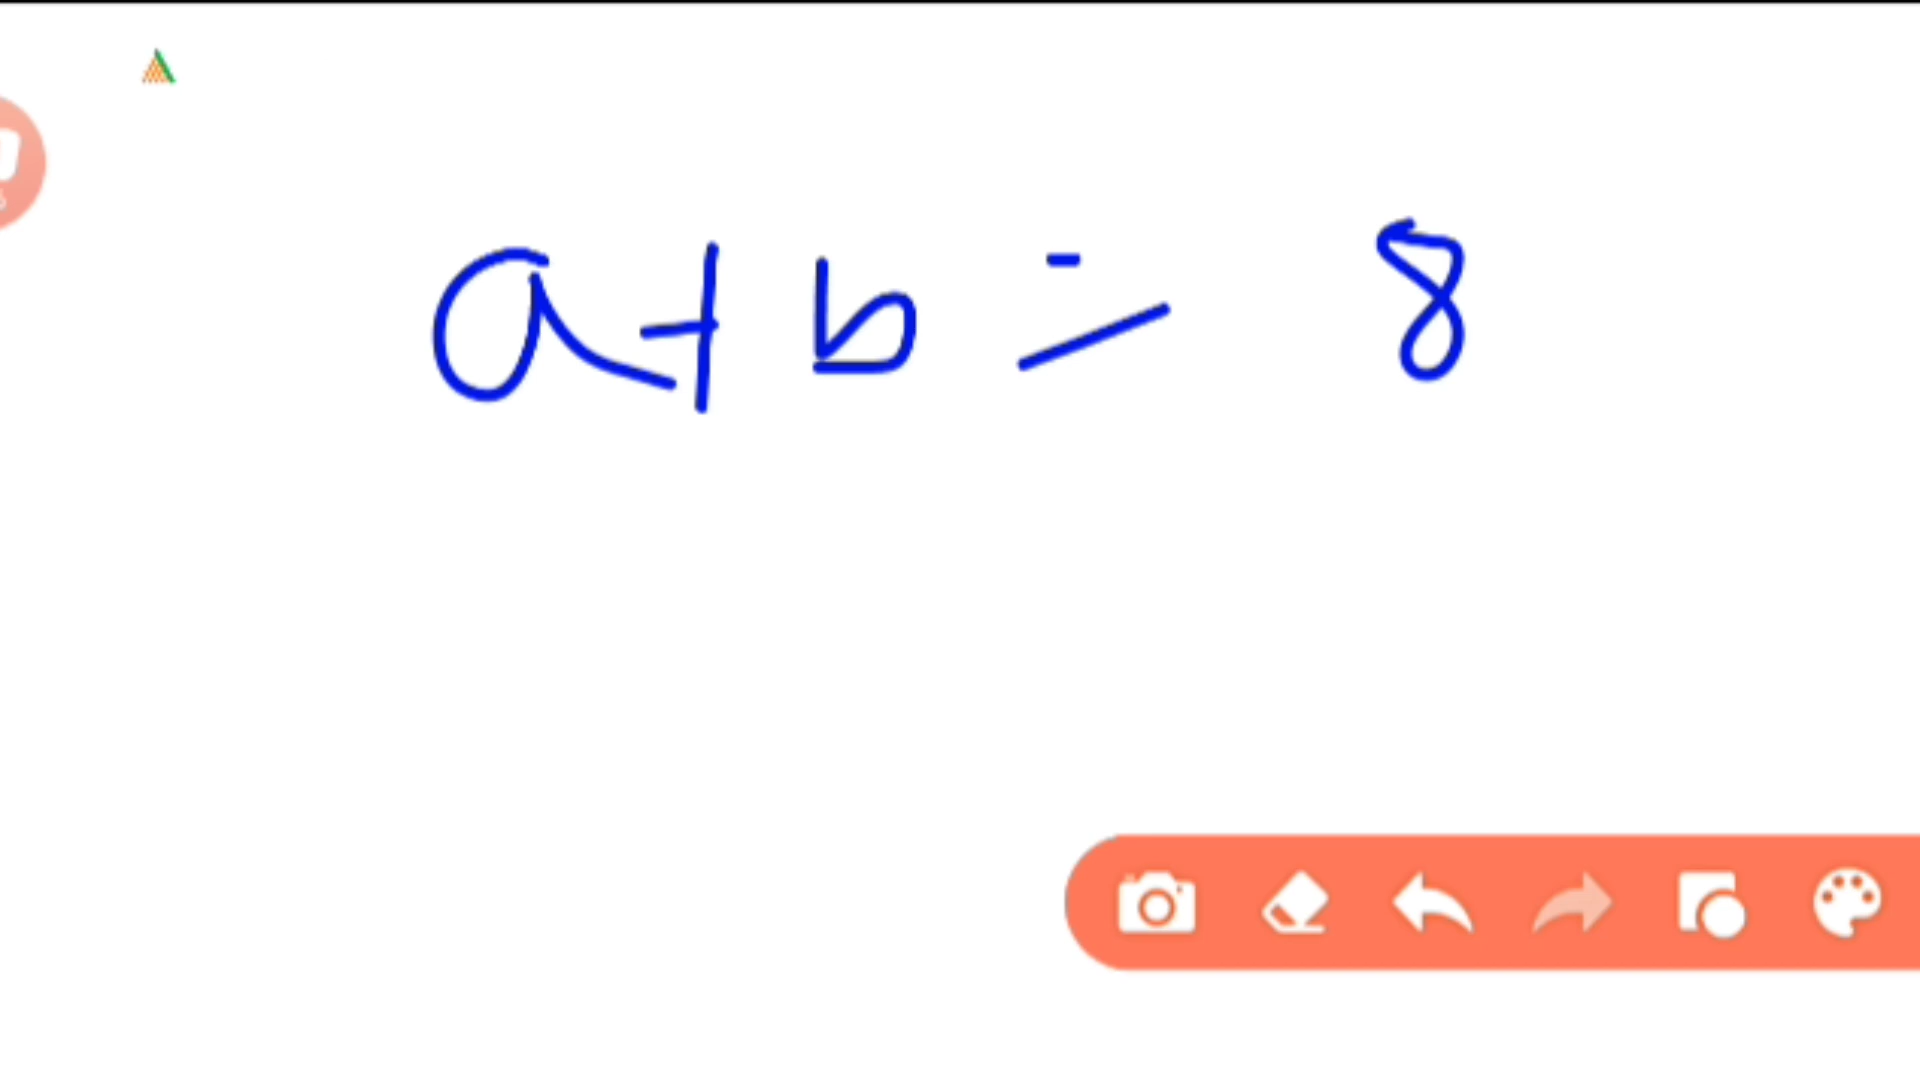 a+b = 8